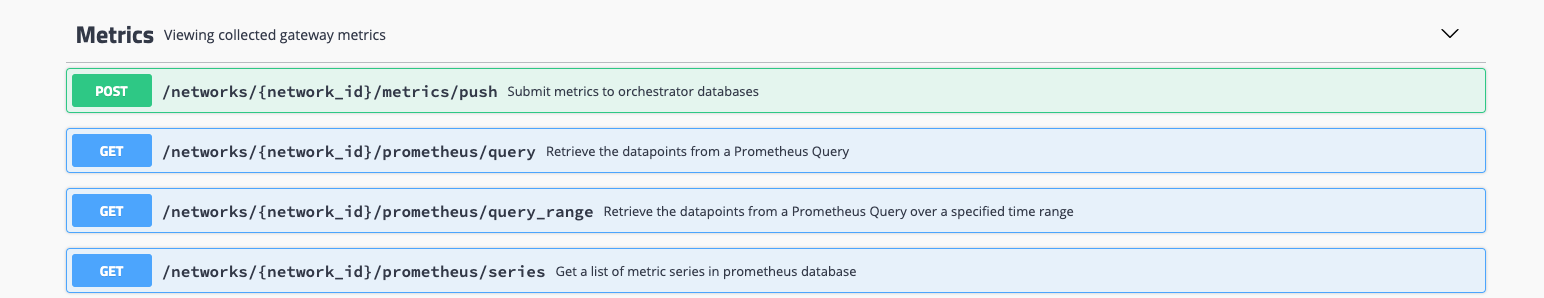 Metrics Viewing collected gateway metrics
POST /networks/{network_id}/metrics/push Submit metrics to orchestrator databases
GET /networks/{network_id}/prometheus/query Retrieve the datapoints from a Prometheus Query
GET /networks/{network_id}/prometheus/query_range Retrieve the datapoints from a Prometheus Query over a specified time range
GET /networks/{network_id}/prometheus/series Get a list of metric series in prometheus database